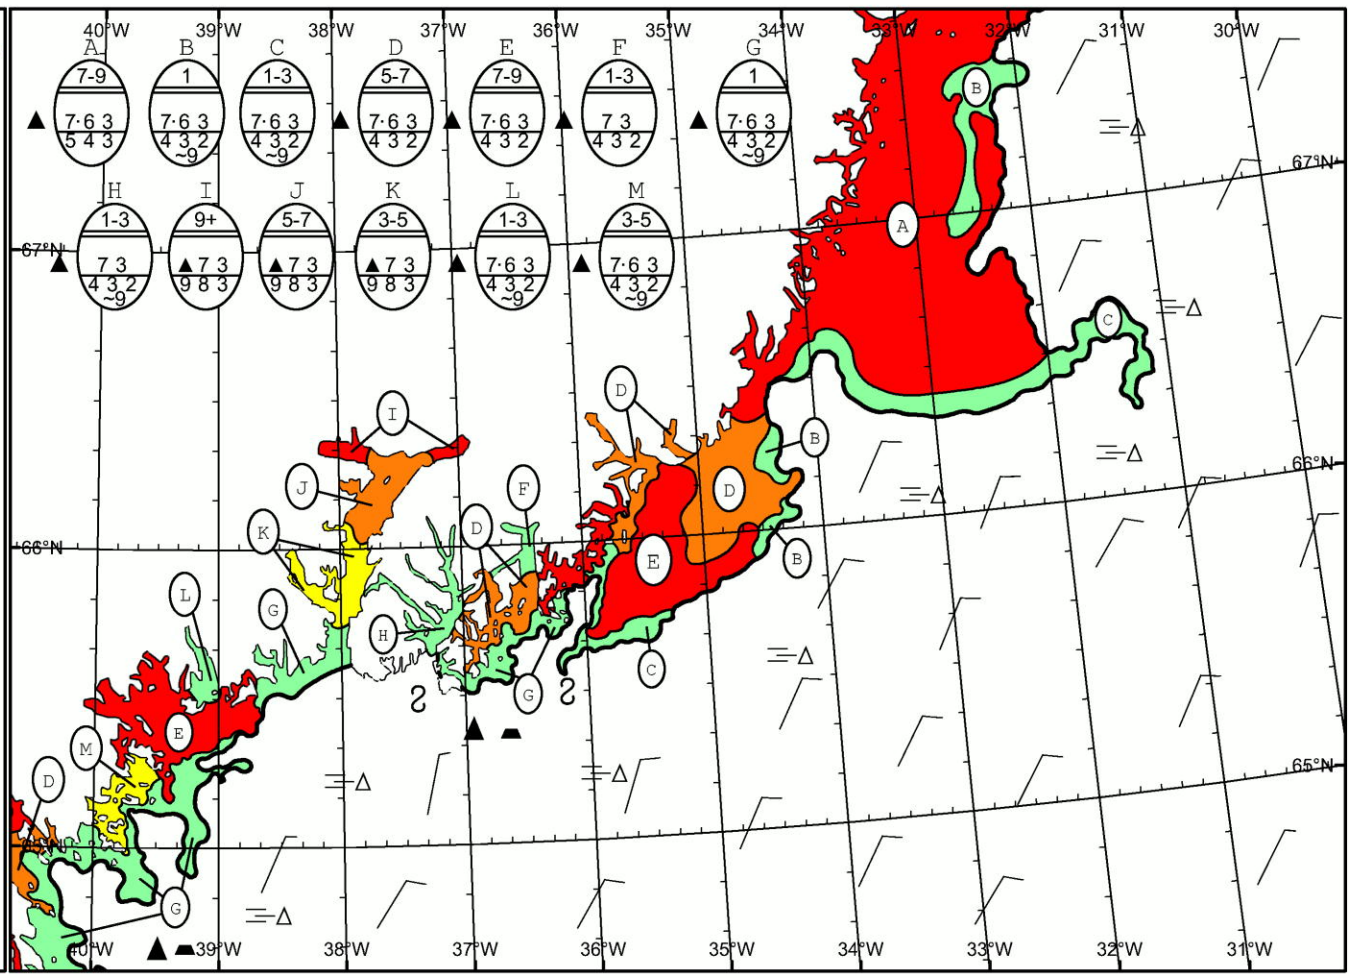 40°W 39°W 38°W 37°W 36°W 35°W 34°W 33°W 32°W 31°W 30°W
A B C D E F G
7-9 1 1-3 5-7 7-9 1-3 1
7·6 3 7·6 3 7·6 3 7·6 3 7·6 3 7 3 7·6 3
5 4 3 4 3 2 4 3 2 4 3 2 4 3 2 4 3 2 4 3 2
~9 ~9 ~9
B
67°N
H I J K L M
1-3 9+ 5-7 3-5 1-3 3-5
A
67°N
7 3 ▲ 7 3 ▲ 7 3 ▲ 7 3 7·6 3 7·6 3
4 3 2 9 8 3 9 8 3 9 8 3 4 3 2 4 3 2
~9 ~9 ~9
C
D
I
B
66°N
J F D
K D
66°N
E B
L
G
H
C
G
E
M
65°N
D
G
40°W 39°W 38°W 37°W 36°W 35°W 34°W 33°W 32°W 31°W